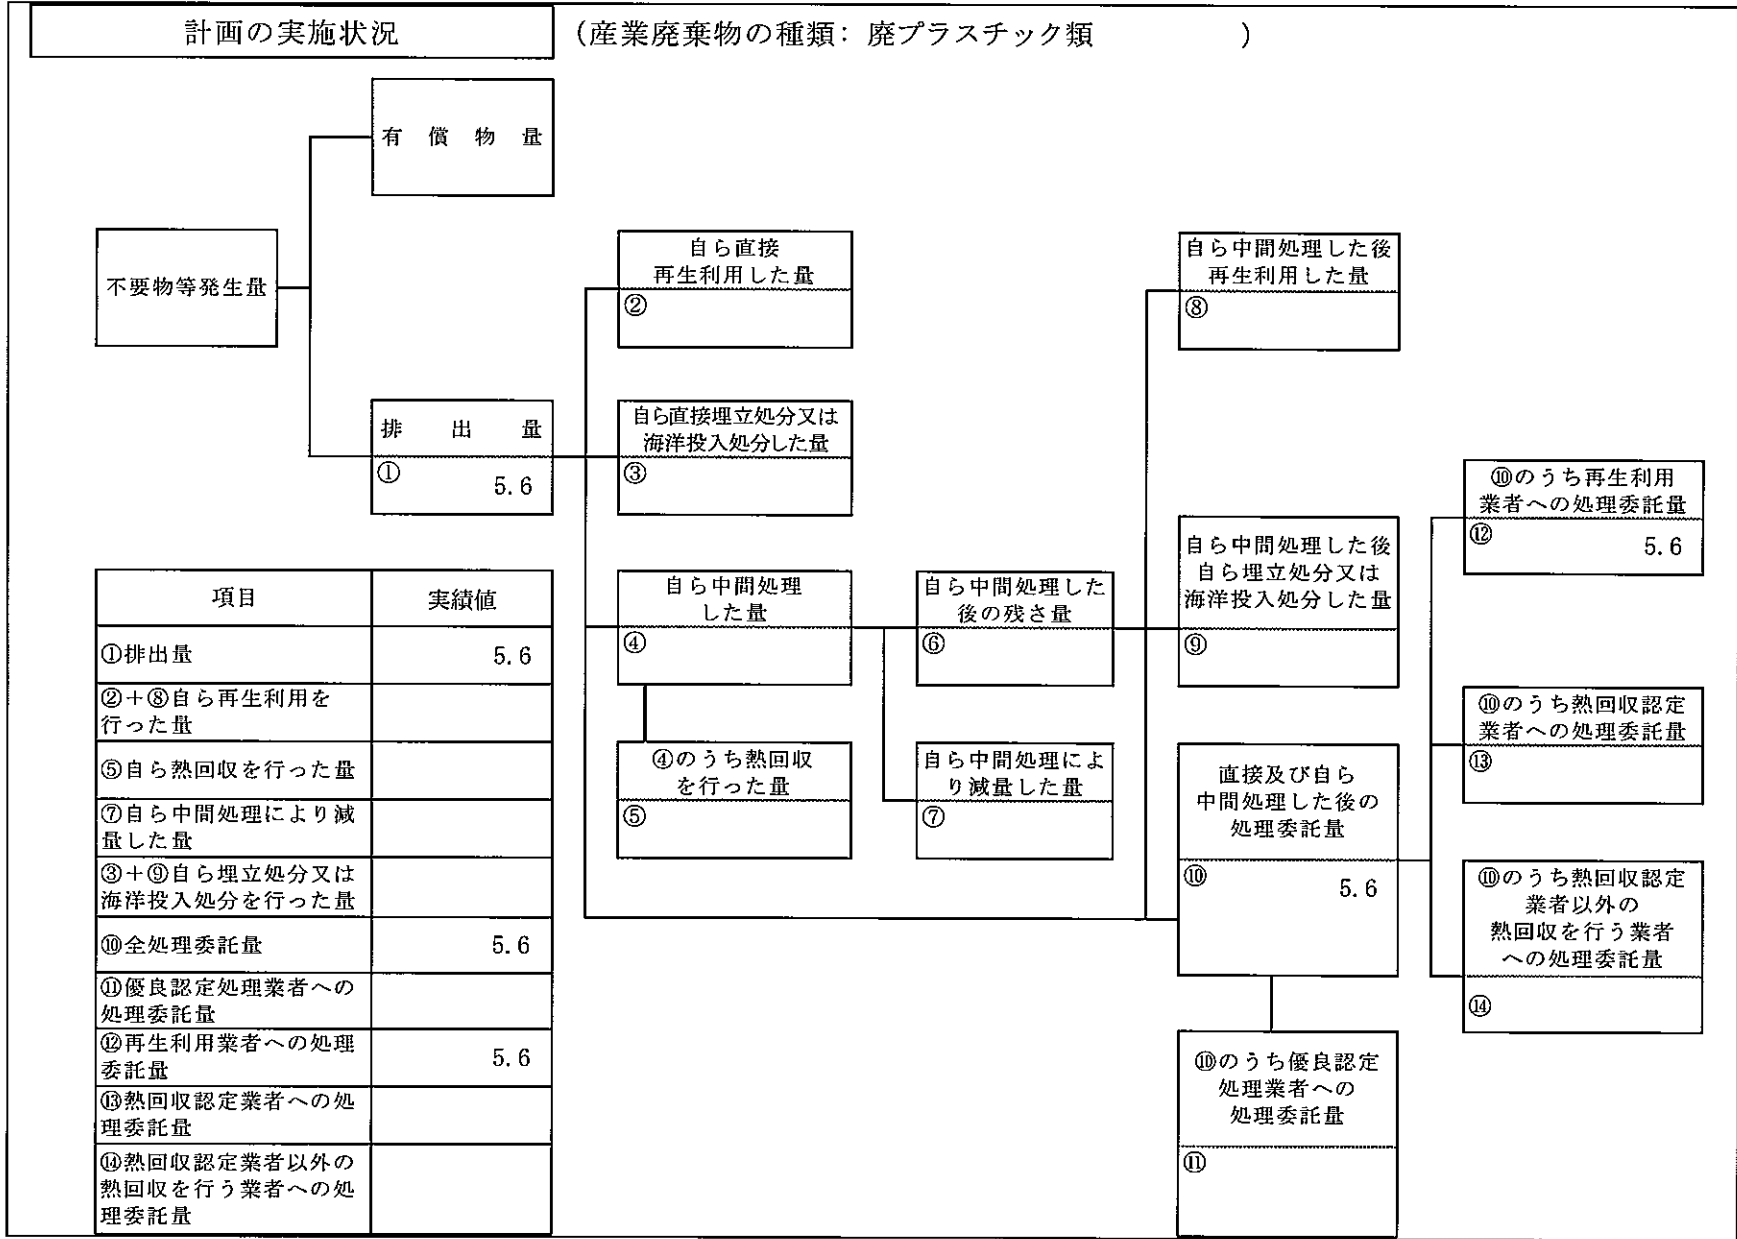 計画の実施状況
(産業廃棄物の種類: 廃プラスチック類 )
有償物量
不要物等発生量
排出量
① 5.6
自ら直接
再生利用した量
②
自ら直接埋立処分又は
海洋投入処分した量
③
自ら中間処理
した量
④
④のうち熱回収
を行った量
⑤
自ら中間処理した
後の残さ量
⑥
自ら中間処理によ
り減量した量
⑦
自ら中間処理した後
再生利用した量
⑧
自ら中間処理した後
自ら埋立処分又は
海洋投入処分した量
⑨
直接及び自ら
中間処理した後の
処理委託量
⑩ 5.6
⑩のうち優良認定
処理業者への
処理委託量
⑪
⑩のうち再生利用
業者への処理委託量
⑫ 5.6
⑩のうち熱回収認定
業者への処理委託量
⑬
⑩のうち熱回収認定
業者以外の
熱回収を行う業者
への処理委託量
⑭
項目 実績値
①排出量 5.6
②+⑧自ら再生利用を
行った量
⑤自ら熱回収を行った量
⑦自ら中間処理により減
量した量
③+⑨自ら埋立処分又は
海洋投入処分を行った量
⑩全処理委託量 5.6
⑪優良認定処理業者への
処理委託量
⑫再生利用業者への処理
委託量 5.6
⑬熱回収認定業者への処
理委託量
⑭熱回収認定業者以外の
熱回収を行う業者への処
理委託量